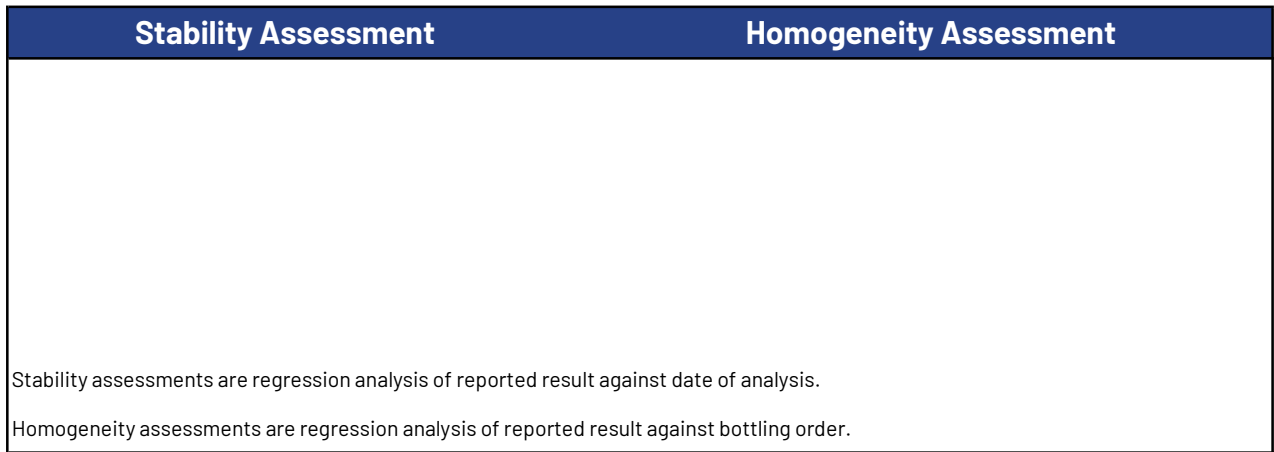 Stability Assessment
Homogeneity Assessment
Stability assessments are regression analysis of reported result against date of analysis.
Homogeneity assessments are regression analysis of reported result against bottling order.